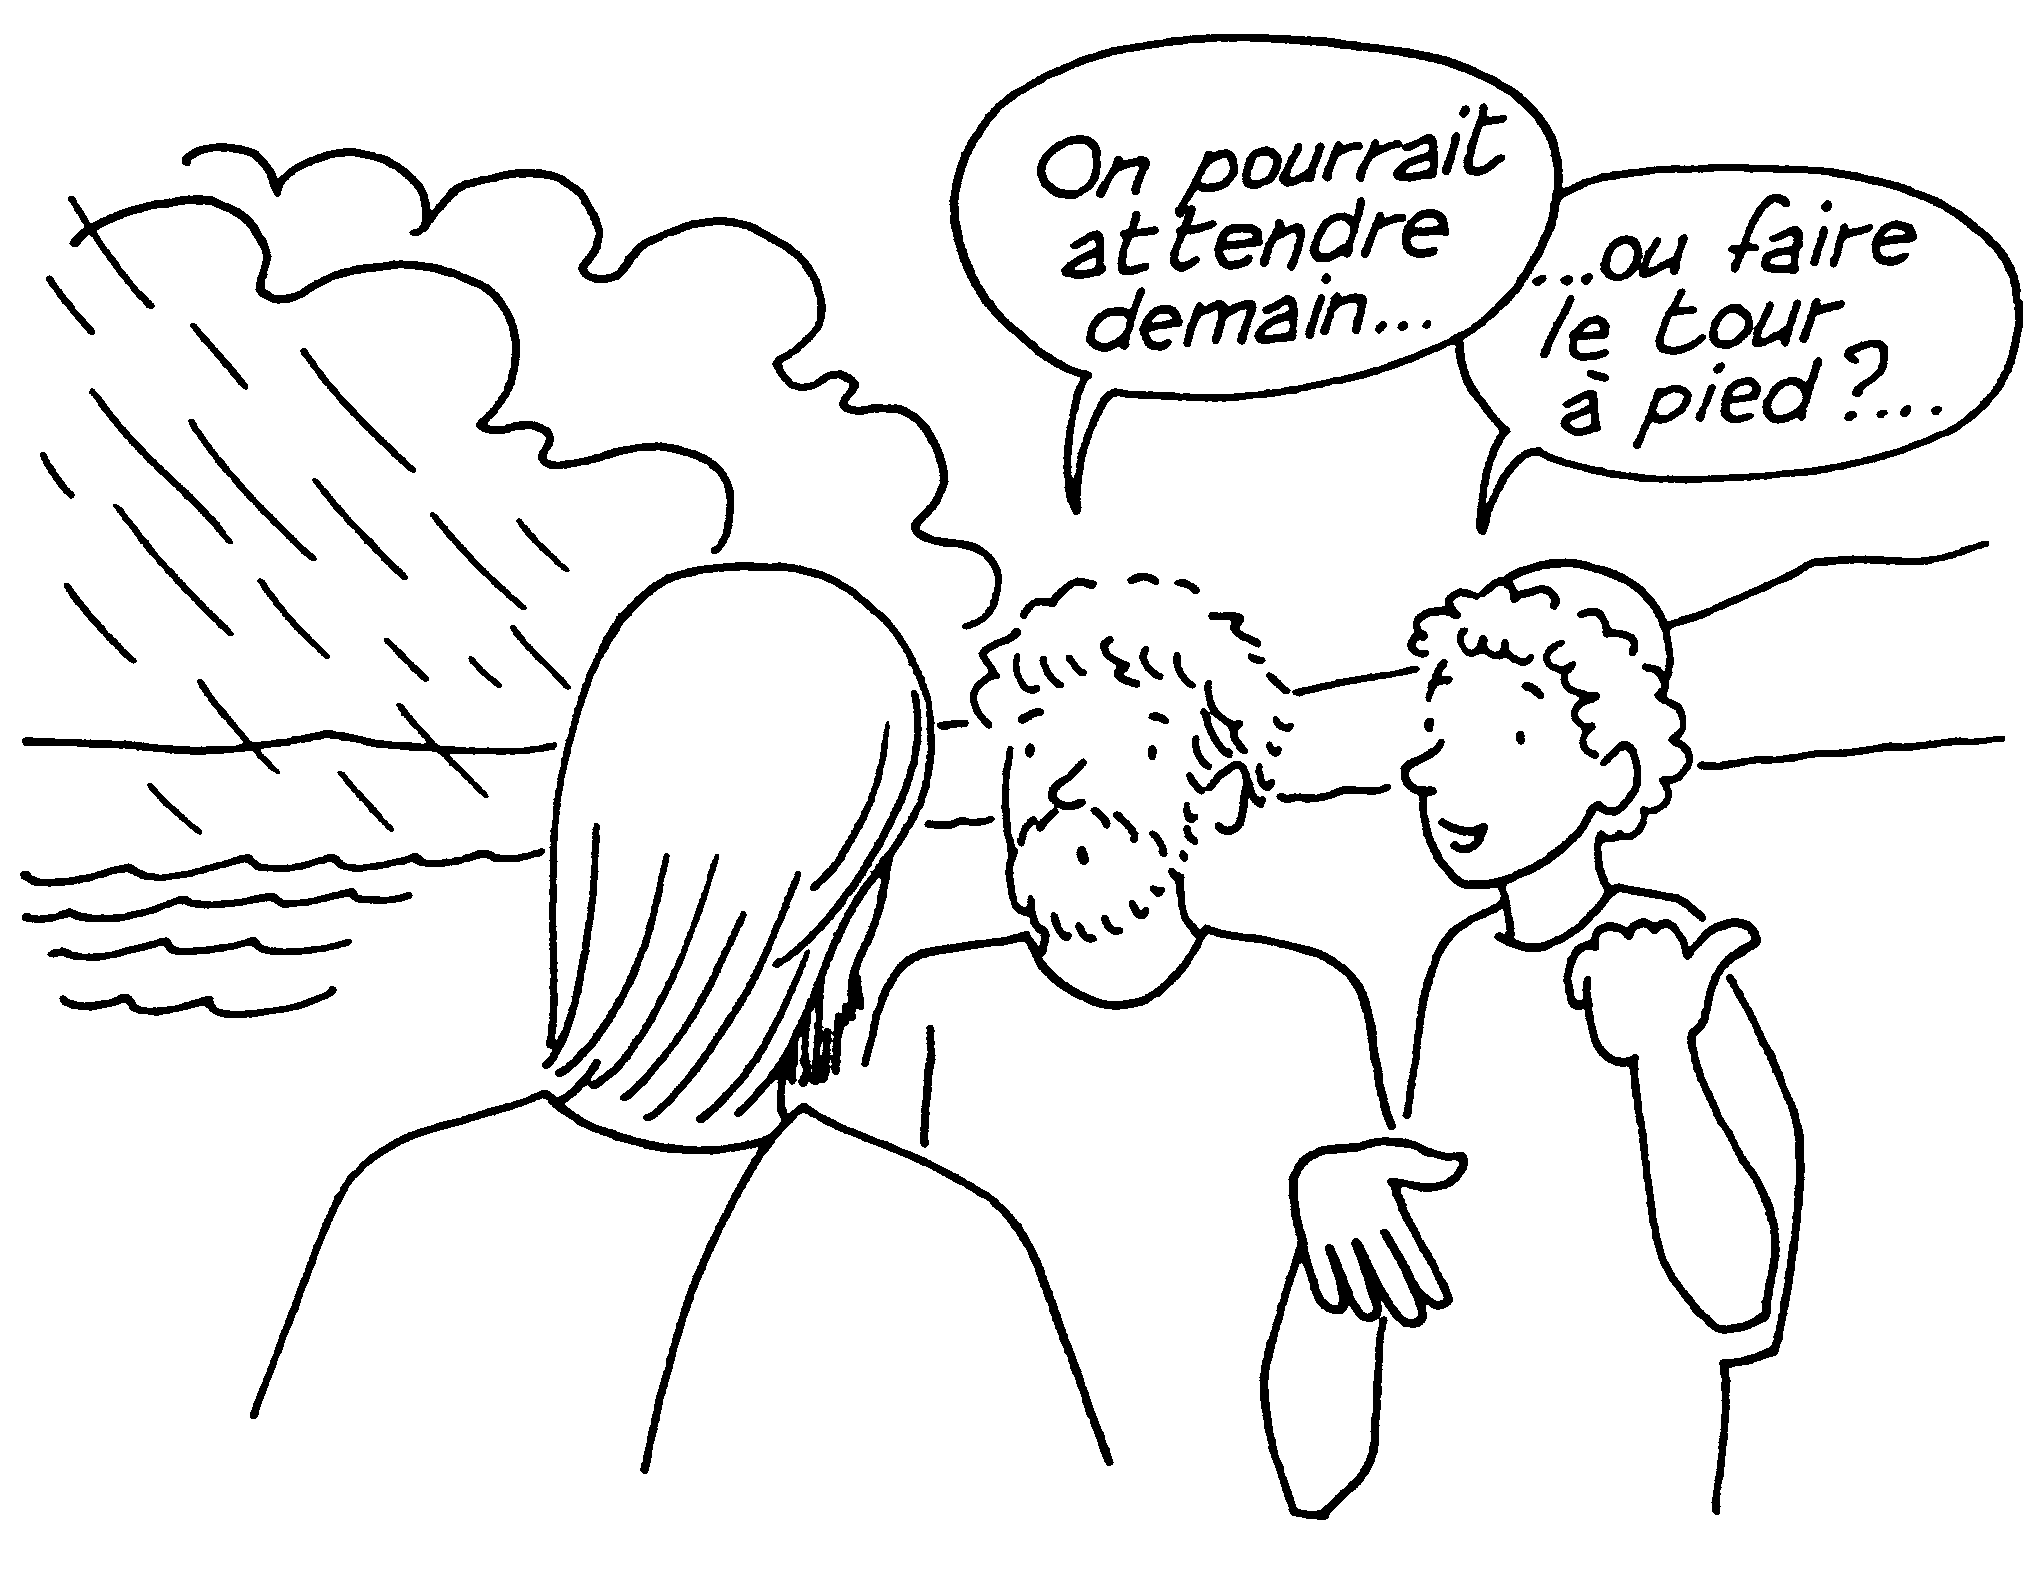 On pourrait
attendre
demain...
...ou faire
le tour
à pied ?...